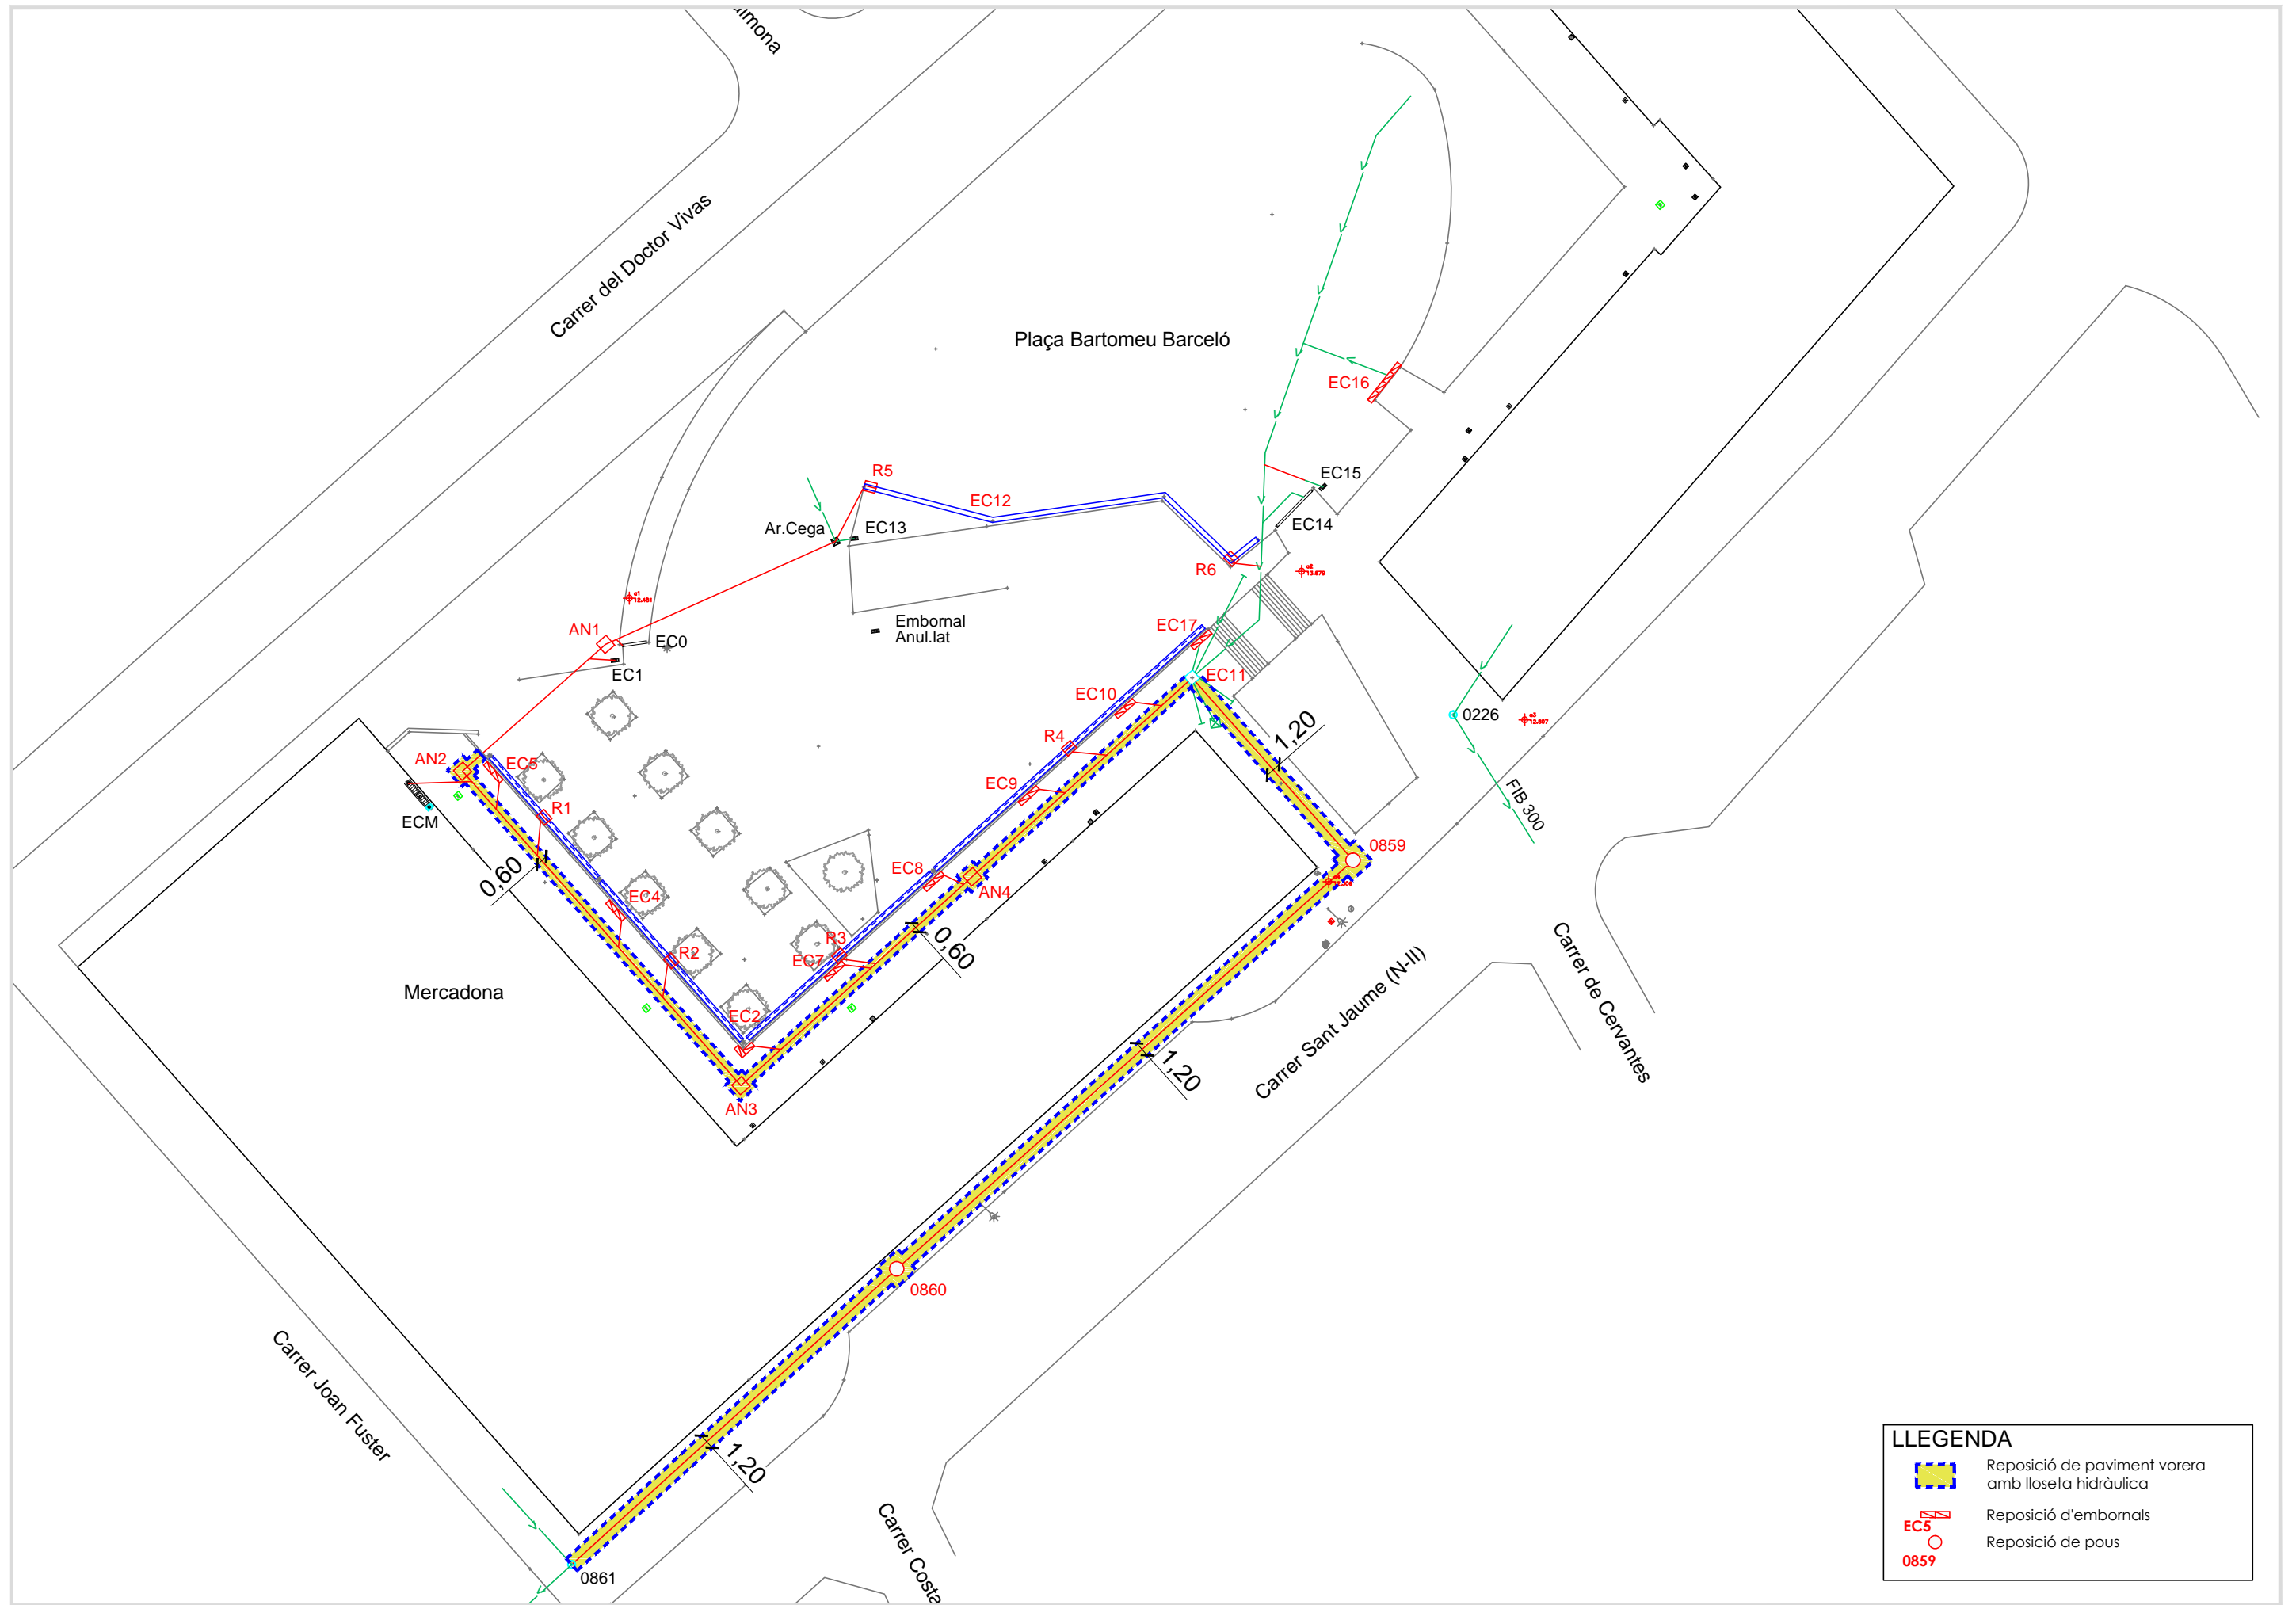 Carrer del Doctor Vivas
Plaça Bartomeu Barceló
EC16
R5
EC12
EC15
EC14
Ar.Cega
EC13
R6
Embornal
Anul.lat
AN1
EC0
EC1
EC17
EC11
EC10
0226
FIB 300
1,20
R4
AN2
EC5
EC9
ECM
R1
0859
0,60
EC8
AN4
EC4
R3
0,60
R2
EC7
Mercadona
EC2
AN3
Carrer de Cervantes
Carrer Sant Jaume (N-II)
1,20
0860
Carrer Joan Fuster
1,20
Carrer Costa
0861
LLEGENDA
Reposició de paviment vorera
amb lloseta hidràulica
Reposició d'embornals
EC5
Reposició de pous
0859